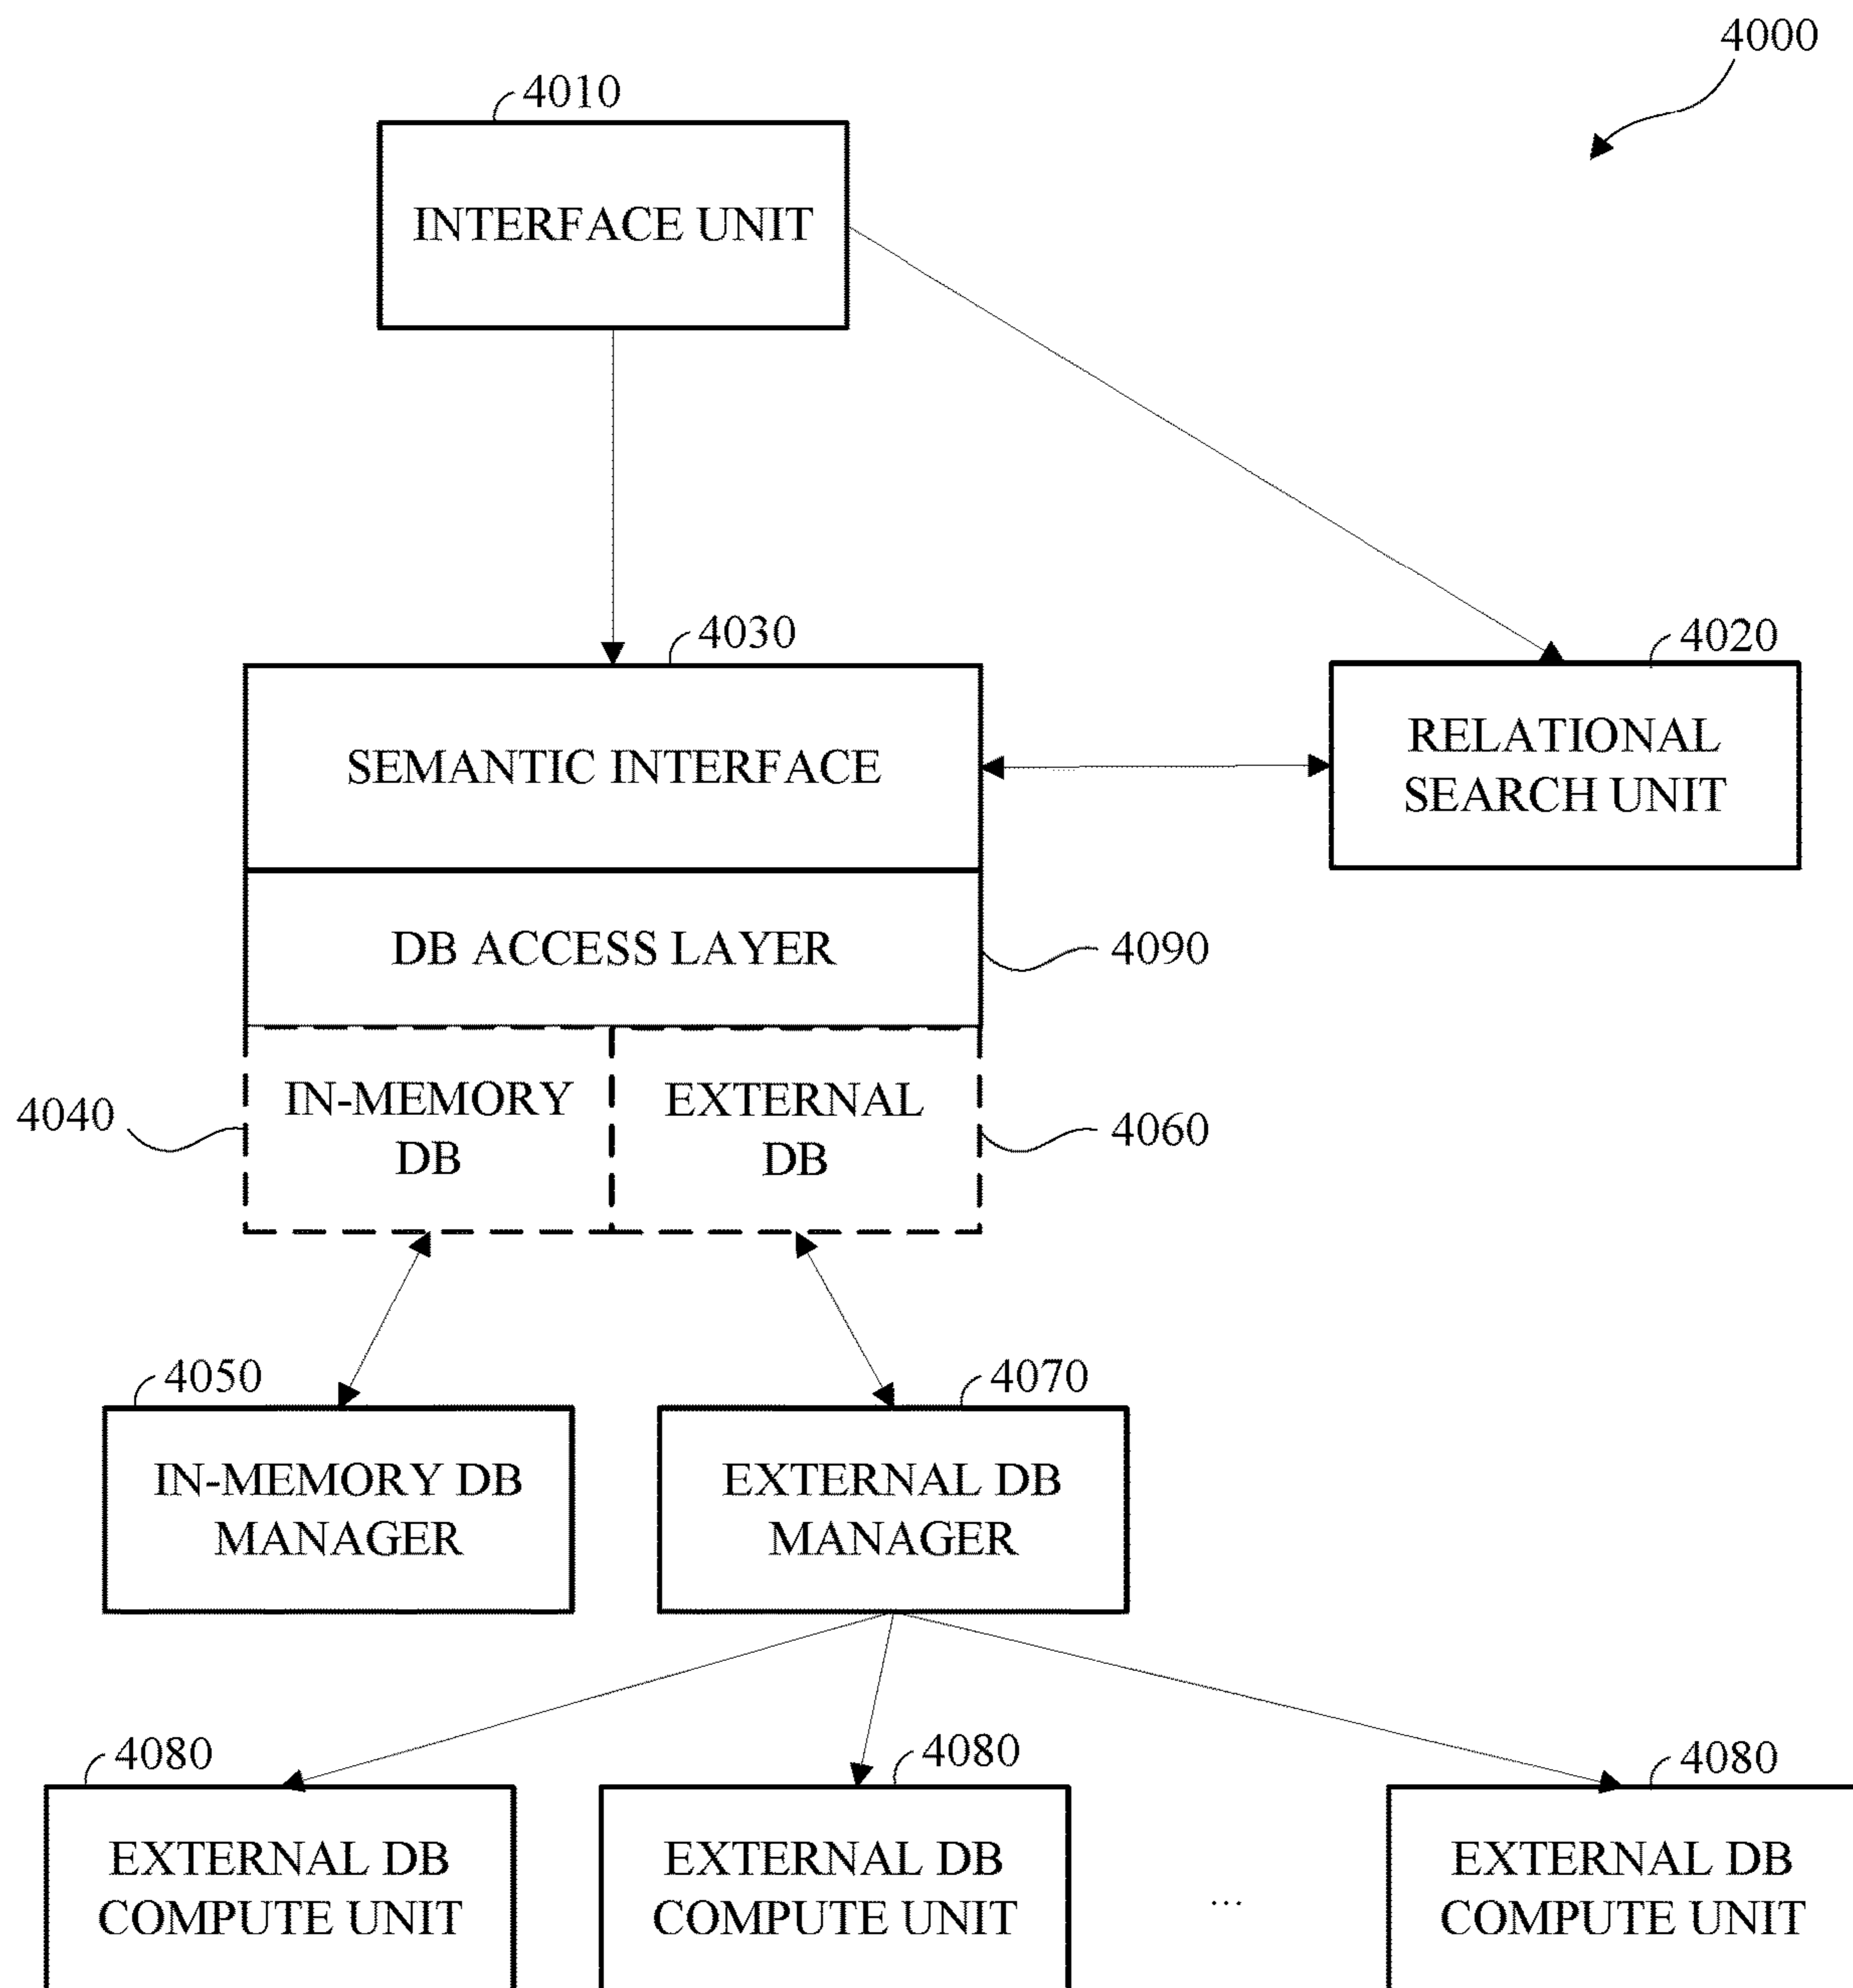 4000
4010
INTERFACE UNIT
4030
4020
SEMANTIC INTERFACE
RELATIONAL
SEARCH UNIT
DB ACCESS LAYER
4090
4040
IN-MEMORY
DB
EXTERNAL
DB
4060
4050
4070
IN-MEMORY DB
MANAGER
EXTERNAL DB
MANAGER
4080
4080
4080
EXTERNAL DB
COMPUTE UNIT
EXTERNAL DB
COMPUTE UNIT
...
EXTERNAL DB
COMPUTE UNIT